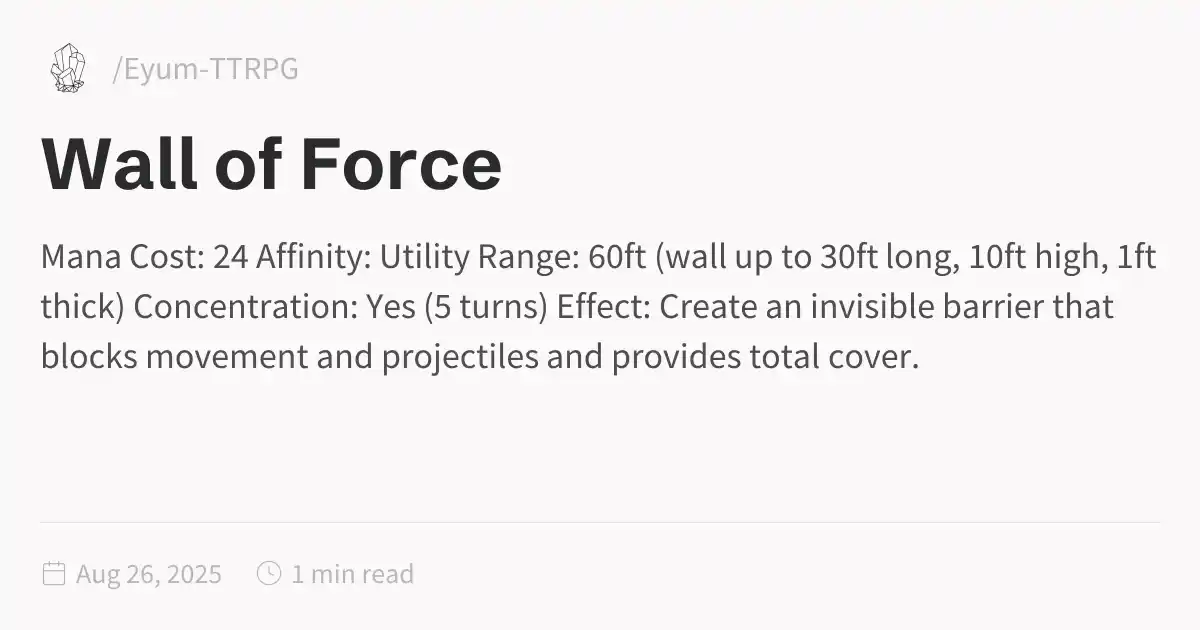 /Eyum-TTRPG
Wall of Force
Mana Cost: 24 Affinity: Utility Range: 60ft (wall up to 30ft long, 10ft high, 1ft
thick) Concentration: Yes (5 turns) Effect: Create an invisible barrier that
blocks movement and projectiles and provides total cover.
Aug 26, 2025 1 min read